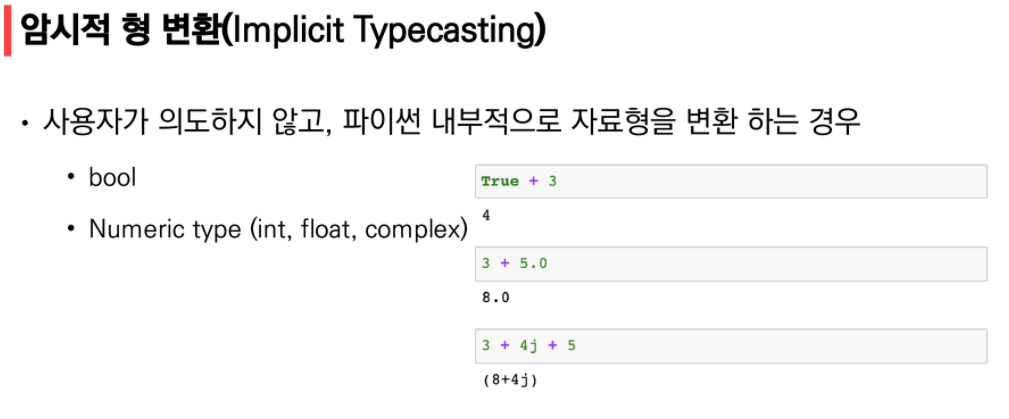 암시적 형 변환(Implicit Typecasting)
• 사용자가 의도하지 않고, 파이썬 내부적으로 자료형을 변환 하는 경우
• bool
• Numeric type (int, float, complex)
True + 3
4
3 + 5.0
8.0
3 + 4j + 5
(8+4j)